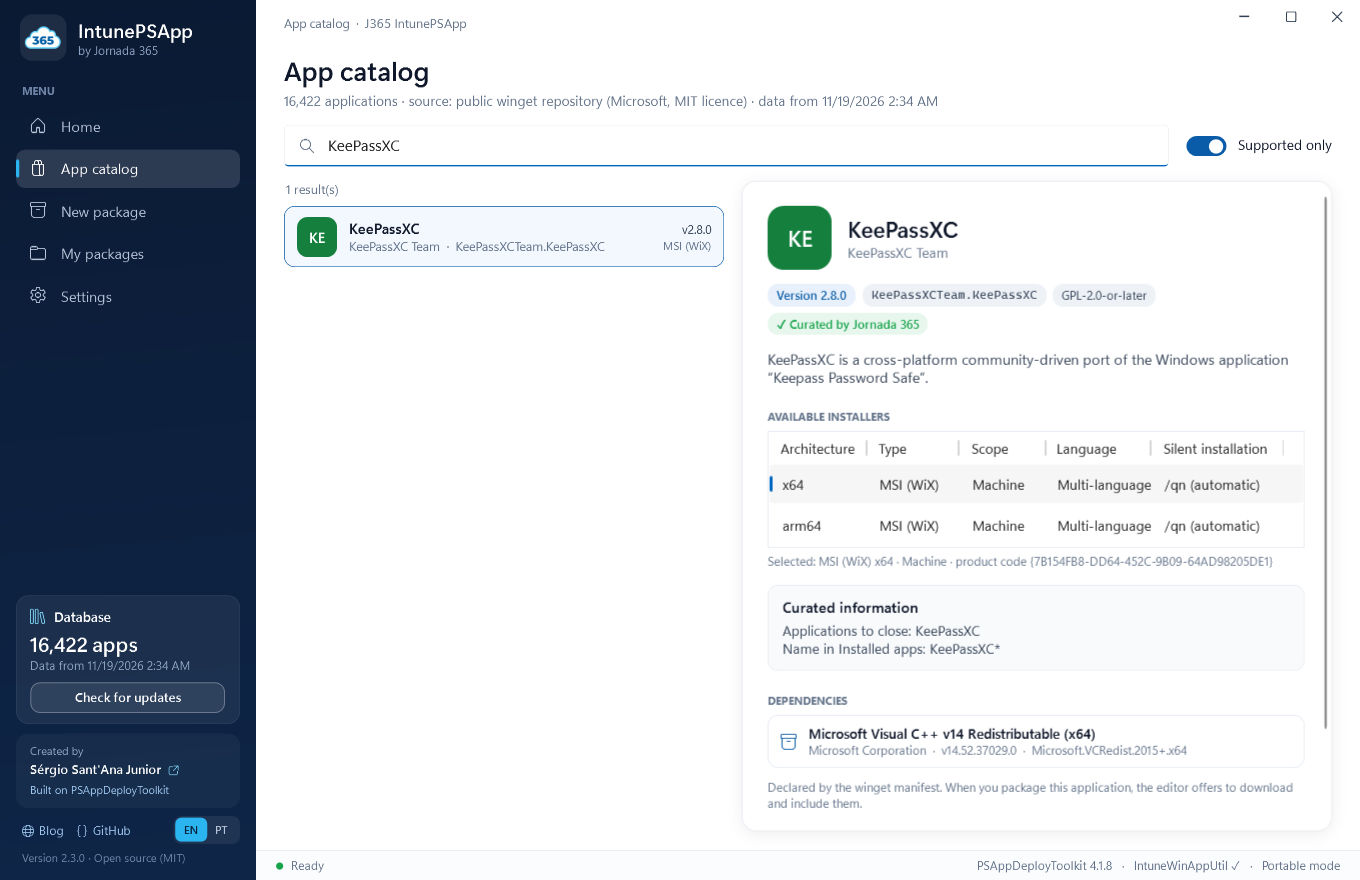 365
IntunePSApp
by Jornada 365
MENU
Home
App catalog
New package
My packages
Settings
Database
16,422 apps
Data from 11/19/2026 2:34 AM
Check for updates
Created by
Sérgio Sant'Ana Junior
Built on PSAppDeployToolkit
Blog {} GitHub EN PT
Version 2.3.0 · Open source (MIT)
App catalog · J365 IntunePSApp
App catalog
16,422 applications · source: public winget repository (Microsoft, MIT licence) · data from 11/19/2026 2:34 AM
KeePassXC
Supported only
1 result(s)
KE
KeePassXC v2.8.0
KeePassXC Team · KeePassXCTeam.KeePassXC MSI (WiX)
KE
KeePassXC
KeePassXC Team
Version 2.8.0 KeePassXCTeam.KeePassXC GPL-2.0-or-later
✓ Curated by Jornada 365
KeePassXC is a cross-platform community-driven port of the Windows application
“Keepass Password Safe”.
AVAILABLE INSTALLERS
Architecture Type Scope Language Silent installation
x64 MSI (WiX) Machine Multi-language /qn (automatic)
arm64 MSI (WiX) Machine Multi-language /qn (automatic)
Selected: MSI (WiX) x64 · Machine · product code {7B154FB8-DD64-452C-9B09-64AD98205DE1}
Curated information
Applications to close: KeePassXC
Name in Installed apps: KeePassXC*
DEPENDENCIES
Microsoft Visual C++ v14 Redistributable (x64)
Microsoft Corporation · v14.52.37029.0 · Microsoft.VCRedist.2015+.x64
Declared by the winget manifest. When you package this application, the editor offers to download
and include them.
Ready
PSAppDeployToolkit 4.1.8 · IntuneWinAppUtil ✓ · Portable mode